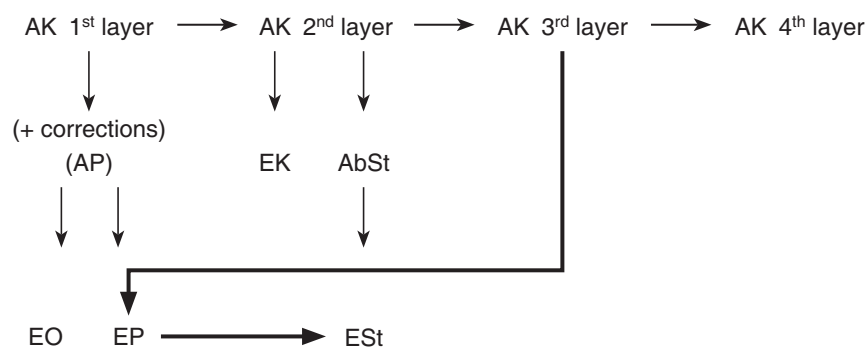 AK 1st layer AK 2nd layer AK 3rd layer AK 4th layer
(+ corrections)
(AP) EK AbSt
EO EP ESt